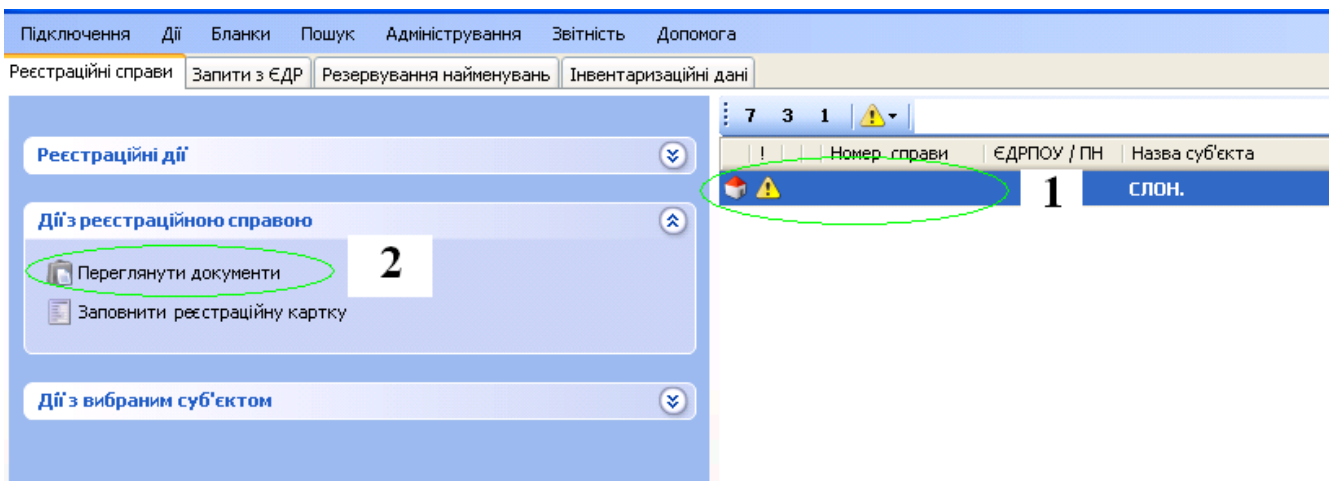 Підключення Дії Бланки Пошук Адміністрування Звітність Допомога
Реєстраційні справи Запити з ЄДР Резервування найменувань Інвентаризаційні дані
7 3 1
Реєстраційні дії
! Номер справи ЄДРПОУ / ПН Назва суб'єкта
1 СЛОН.
Дії з реєстраційною справою
Переглянути документи 2
Заповнити реєстраційну картку
Дії з вибраним суб'єктом